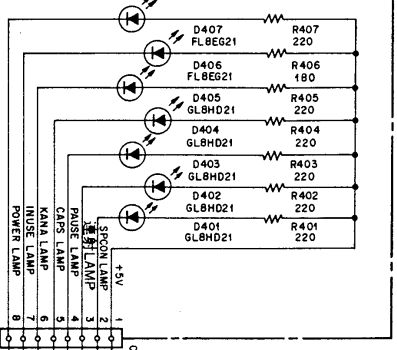 D407
FL8EG21
R407
220
D406
FL8EG21
R406
180
D405
GL8HD21
R405
220
D404
GL8HD21
R404
220
D403
GL8HD21
R403
220
D402
GL8HD21
R402
220
D401
GL8HD21
R401
220
POWER LAMP
INUSE LAMP
KANA LAMP
CAPS LAMP
PAUSE LAMP
連射 LAMP
SPCON LAMP
+5V
8
7
6
5
4
3
2
1